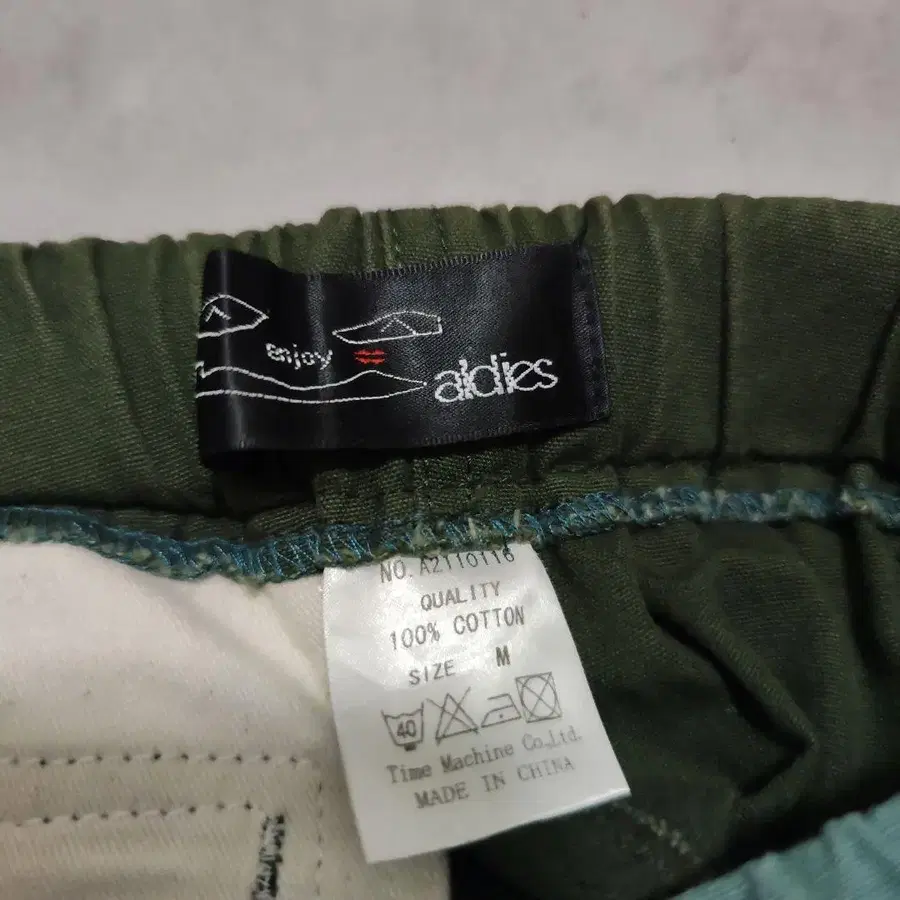 enjoy
aldies
NO. A2110116
QUALITY
100% COTTON
SIZE M
40
Time Machine Co.,Ltd.
MADE IN CHINA